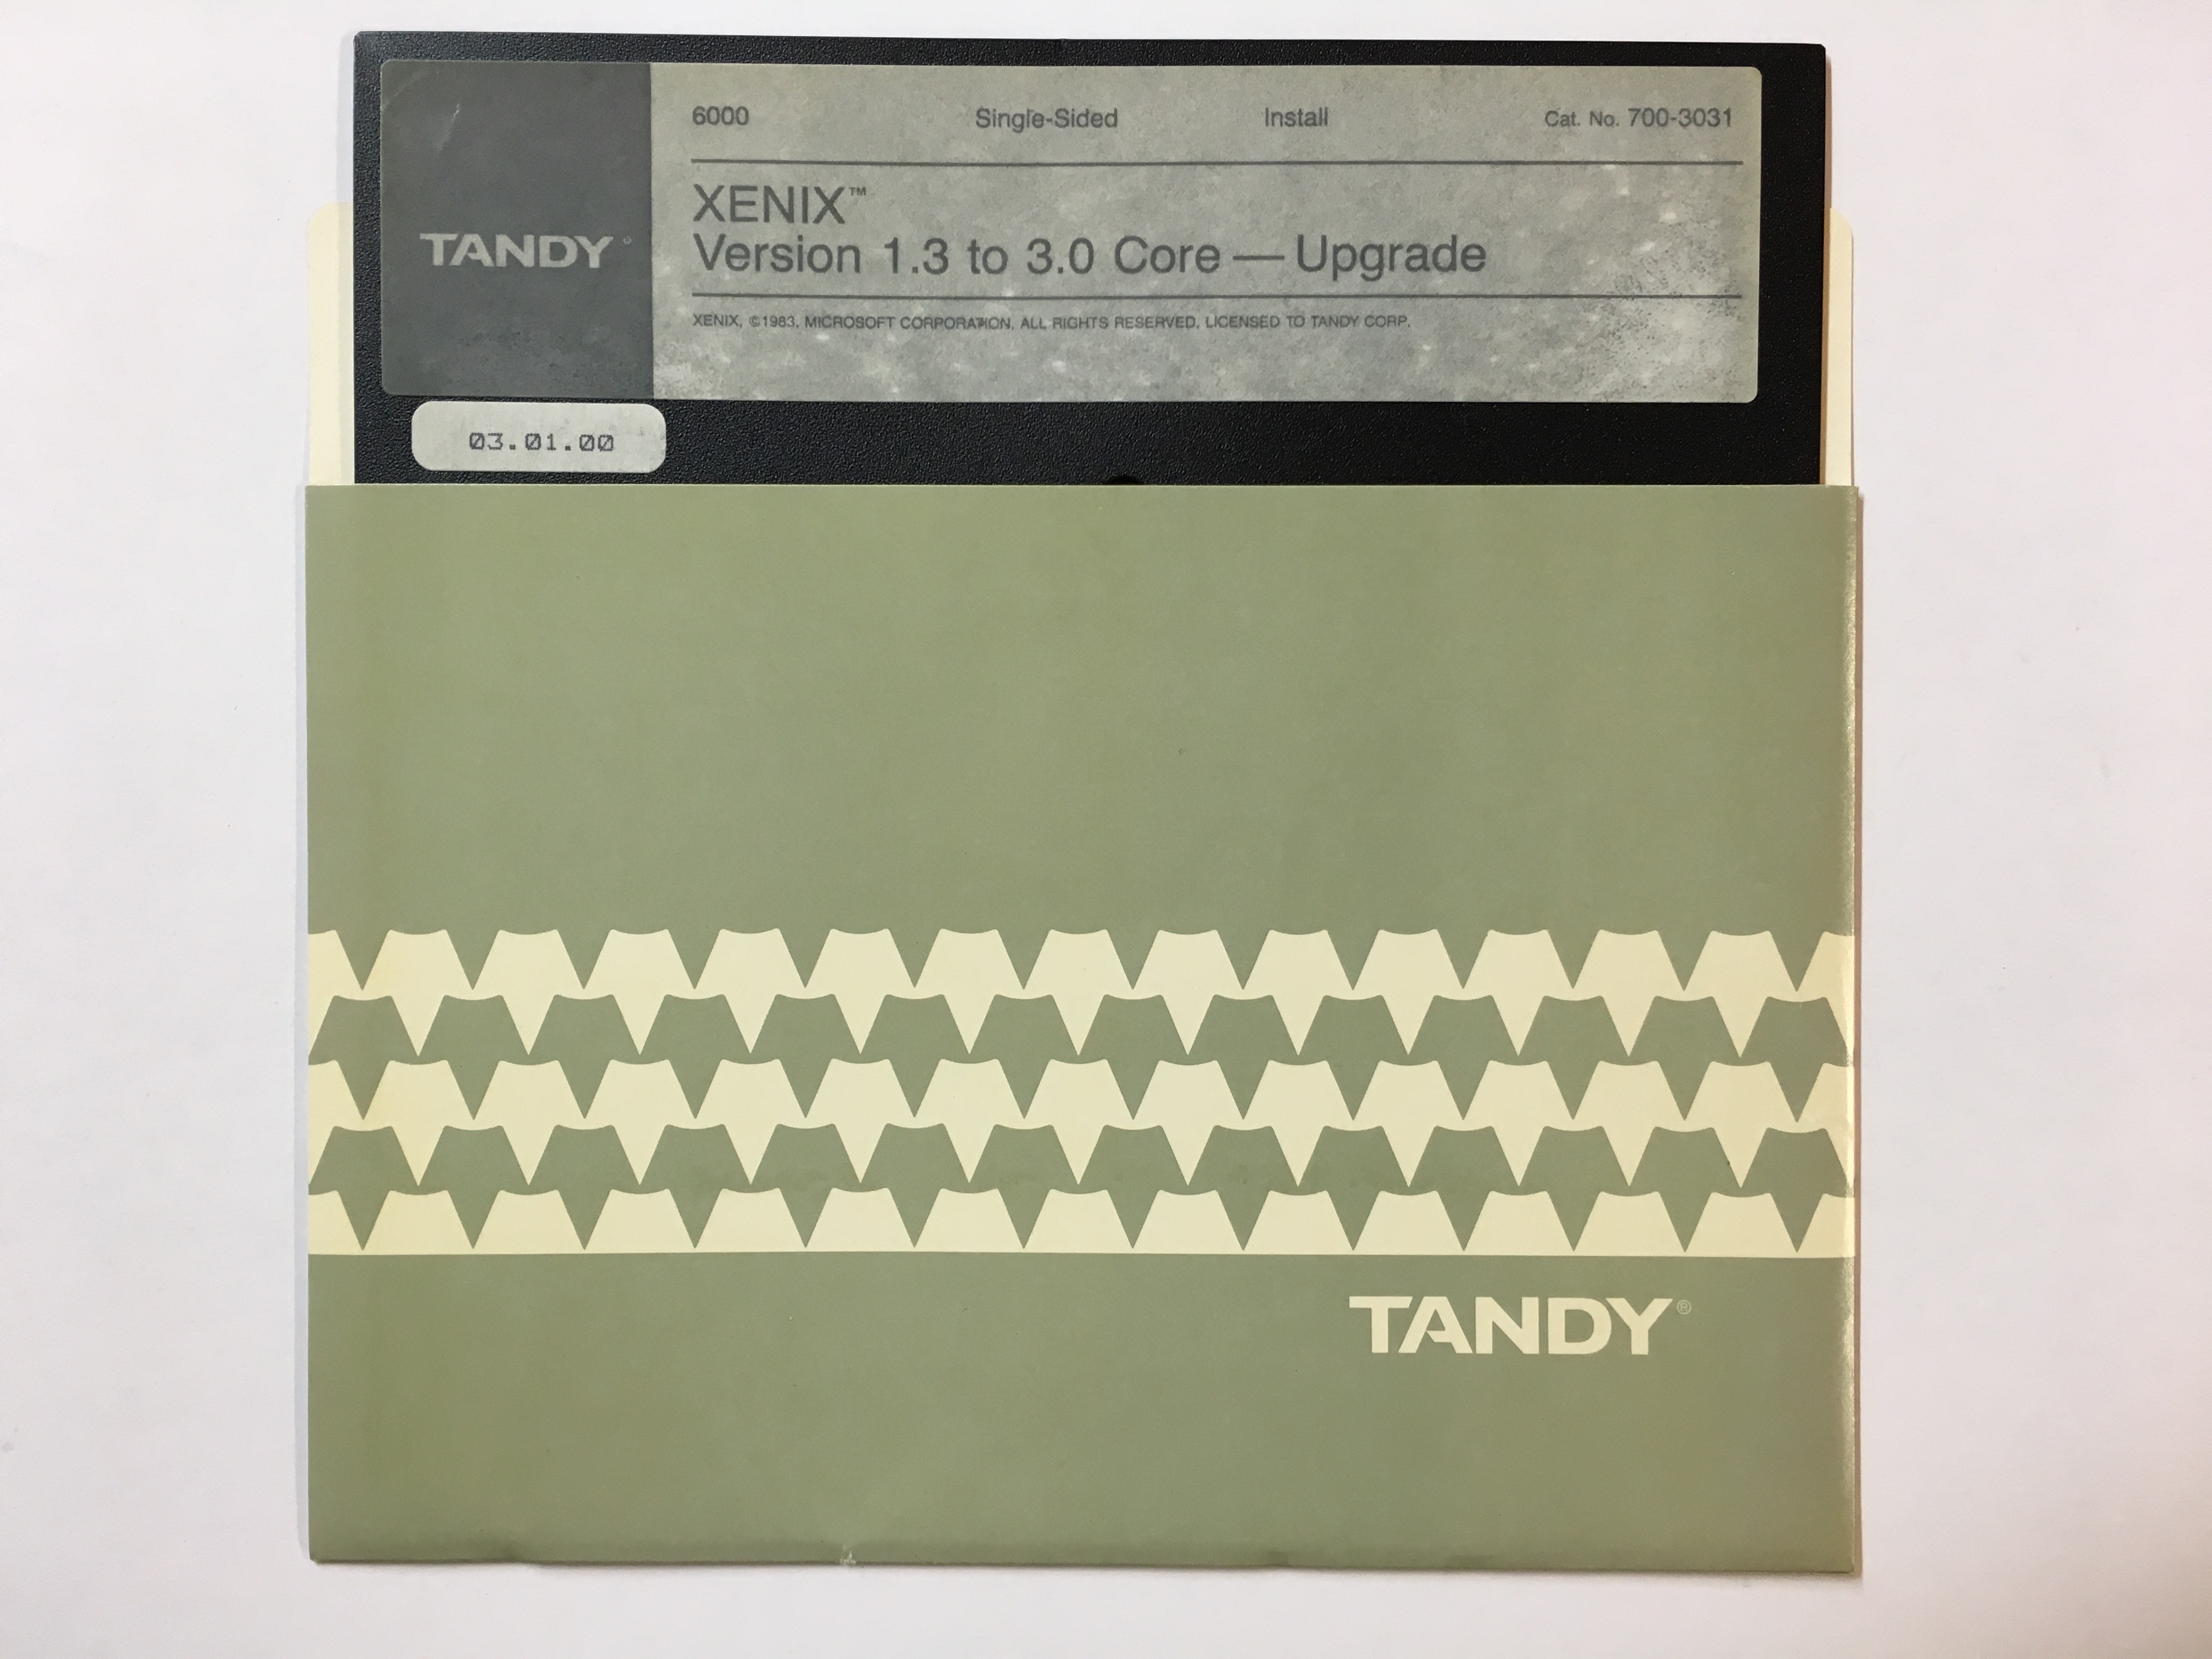 6000 Single-Sided Install Cat. No. 700-3031
XENIX™
Version 1.3 to 3.0 Core — Upgrade
TANDY®
XENIX, ©1983, MICROSOFT CORPORATION, ALL RIGHTS RESERVED, LICENSED TO TANDY CORP.
03.01.00
TANDY®